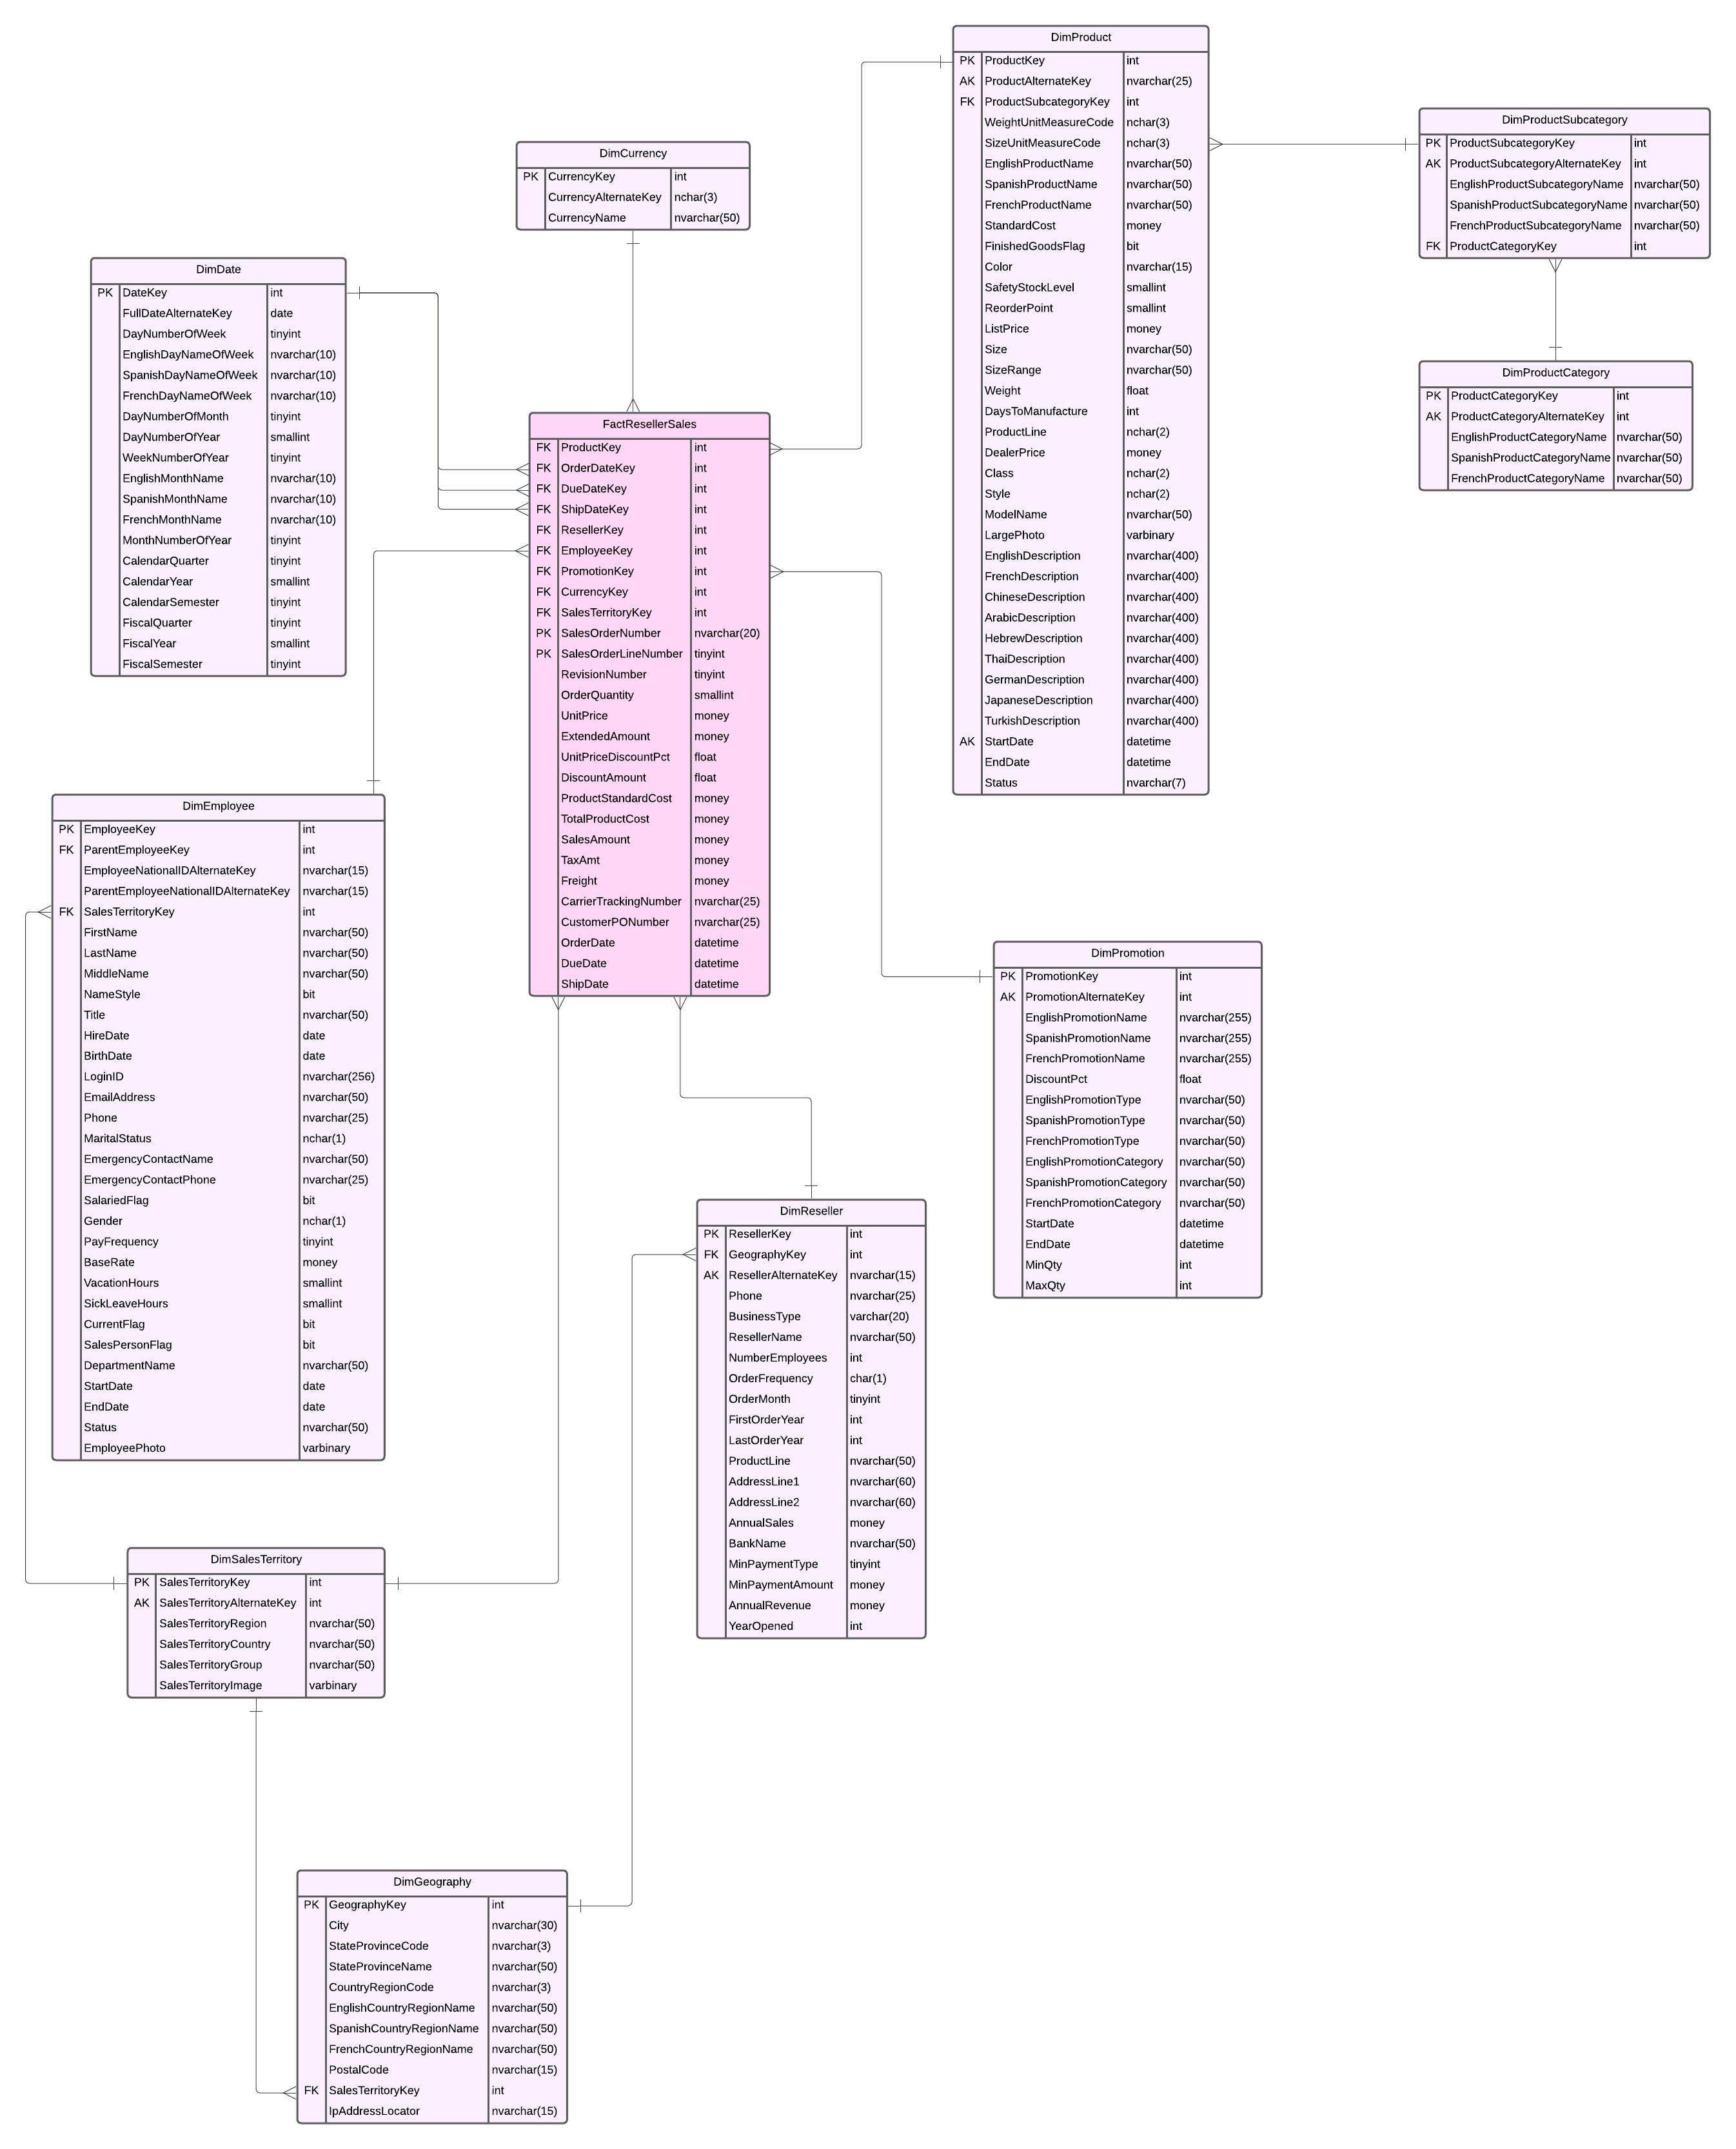 DimProduct
PK ProductKey int
AK ProductAlternateKey nvarchar(25)
FK ProductSubcategoryKey int
WeightUnitMeasureCode nchar(3)
SizeUnitMeasureCode nchar(3)
EnglishProductName nvarchar(50)
SpanishProductName nvarchar(50)
FrenchProductName nvarchar(50)
StandardCost money
FinishedGoodsFlag bit
Color nvarchar(15)
SafetyStockLevel smallint
ReorderPoint smallint
ListPrice money
Size nvarchar(50)
SizeRange nvarchar(50)
Weight float
DaysToManufacture int
ProductLine nchar(2)
DealerPrice money
Class nchar(2)
Style nchar(2)
ModelName nvarchar(50)
LargePhoto varbinary
EnglishDescription nvarchar(400)
FrenchDescription nvarchar(400)
ChineseDescription nvarchar(400)
ArabicDescription nvarchar(400)
HebrewDescription nvarchar(400)
ThaiDescription nvarchar(400)
GermanDescription nvarchar(400)
JapaneseDescription nvarchar(400)
TurkishDescription nvarchar(400)
AK StartDate datetime
EndDate datetime
Status nvarchar(7)
DimProductSubcategory
PK ProductSubcategoryKey int
AK ProductSubcategoryAlternateKey int
EnglishProductSubcategoryName nvarchar(50)
SpanishProductSubcategoryName nvarchar(50)
FrenchProductSubcategoryName nvarchar(50)
FK ProductCategoryKey int
DimProductCategory
PK ProductCategoryKey int
AK ProductCategoryAlternateKey int
EnglishProductCategoryName nvarchar(50)
SpanishProductCategoryName nvarchar(50)
FrenchProductCategoryName nvarchar(50)
DimCurrency
PK CurrencyKey int
CurrencyAlternateKey nchar(3)
CurrencyName nvarchar(50)
DimDate
PK DateKey int
FullDateAlternateKey date
DayNumberOfWeek tinyint
EnglishDayNameOfWeek nvarchar(10)
SpanishDayNameOfWeek nvarchar(10)
FrenchDayNameOfWeek nvarchar(10)
DayNumberOfMonth tinyint
DayNumberOfYear smallint
WeekNumberOfYear tinyint
EnglishMonthName nvarchar(10)
SpanishMonthName nvarchar(10)
FrenchMonthName nvarchar(10)
MonthNumberOfYear tinyint
CalendarQuarter tinyint
CalendarYear smallint
CalendarSemester tinyint
FiscalQuarter tinyint
FiscalYear smallint
FiscalSemester tinyint
FactResellerSales
FK ProductKey int
FK OrderDateKey int
FK DueDateKey int
FK ShipDateKey int
FK ResellerKey int
FK EmployeeKey int
FK PromotionKey int
FK CurrencyKey int
FK SalesTerritoryKey int
PK SalesOrderNumber nvarchar(20)
PK SalesOrderLineNumber tinyint
RevisionNumber tinyint
OrderQuantity smallint
UnitPrice money
ExtendedAmount money
UnitPriceDiscountPct float
DiscountAmount float
ProductStandardCost money
TotalProductCost money
SalesAmount money
TaxAmt money
Freight money
CarrierTrackingNumber nvarchar(25)
CustomerPONumber nvarchar(25)
OrderDate datetime
DueDate datetime
ShipDate datetime
DimEmployee
PK EmployeeKey int
FK ParentEmployeeKey int
EmployeeNationalIDAlternateKey nvarchar(15)
ParentEmployeeNationalIDAlternateKey nvarchar(15)
FK SalesTerritoryKey int
FirstName nvarchar(50)
LastName nvarchar(50)
MiddleName nvarchar(50)
NameStyle bit
Title nvarchar(50)
HireDate date
BirthDate date
LoginID nvarchar(256)
EmailAddress nvarchar(50)
Phone nvarchar(25)
MaritalStatus nchar(1)
EmergencyContactName nvarchar(50)
EmergencyContactPhone nvarchar(25)
SalariedFlag bit
Gender nchar(1)
PayFrequency tinyint
BaseRate money
VacationHours smallint
SickLeaveHours smallint
CurrentFlag bit
SalesPersonFlag bit
DepartmentName nvarchar(50)
StartDate date
EndDate date
Status nvarchar(50)
EmployeePhoto varbinary
DimPromotion
PK PromotionKey int
AK PromotionAlternateKey int
EnglishPromotionName nvarchar(255)
SpanishPromotionName nvarchar(255)
FrenchPromotionName nvarchar(255)
DiscountPct float
EnglishPromotionType nvarchar(50)
SpanishPromotionType nvarchar(50)
FrenchPromotionType nvarchar(50)
EnglishPromotionCategory nvarchar(50)
SpanishPromotionCategory nvarchar(50)
FrenchPromotionCategory nvarchar(50)
StartDate datetime
EndDate datetime
MinQty int
MaxQty int
DimReseller
PK ResellerKey int
FK GeographyKey int
AK ResellerAlternateKey nvarchar(15)
Phone nvarchar(25)
BusinessType varchar(20)
ResellerName nvarchar(50)
NumberEmployees int
OrderFrequency char(1)
OrderMonth tinyint
FirstOrderYear int
LastOrderYear int
ProductLine nvarchar(50)
AddressLine1 nvarchar(60)
AddressLine2 nvarchar(60)
AnnualSales money
BankName nvarchar(50)
MinPaymentType tinyint
MinPaymentAmount money
AnnualRevenue money
YearOpened int
DimSalesTerritory
PK SalesTerritoryKey int
AK SalesTerritoryAlternateKey int
SalesTerritoryRegion nvarchar(50)
SalesTerritoryCountry nvarchar(50)
SalesTerritoryGroup nvarchar(50)
SalesTerritoryImage varbinary
DimGeography
PK GeographyKey int
City nvarchar(30)
StateProvinceCode nvarchar(3)
StateProvinceName nvarchar(50)
CountryRegionCode nvarchar(3)
EnglishCountryRegionName nvarchar(50)
SpanishCountryRegionName nvarchar(50)
FrenchCountryRegionName nvarchar(50)
PostalCode nvarchar(15)
FK SalesTerritoryKey int
IpAddressLocator nvarchar(15)